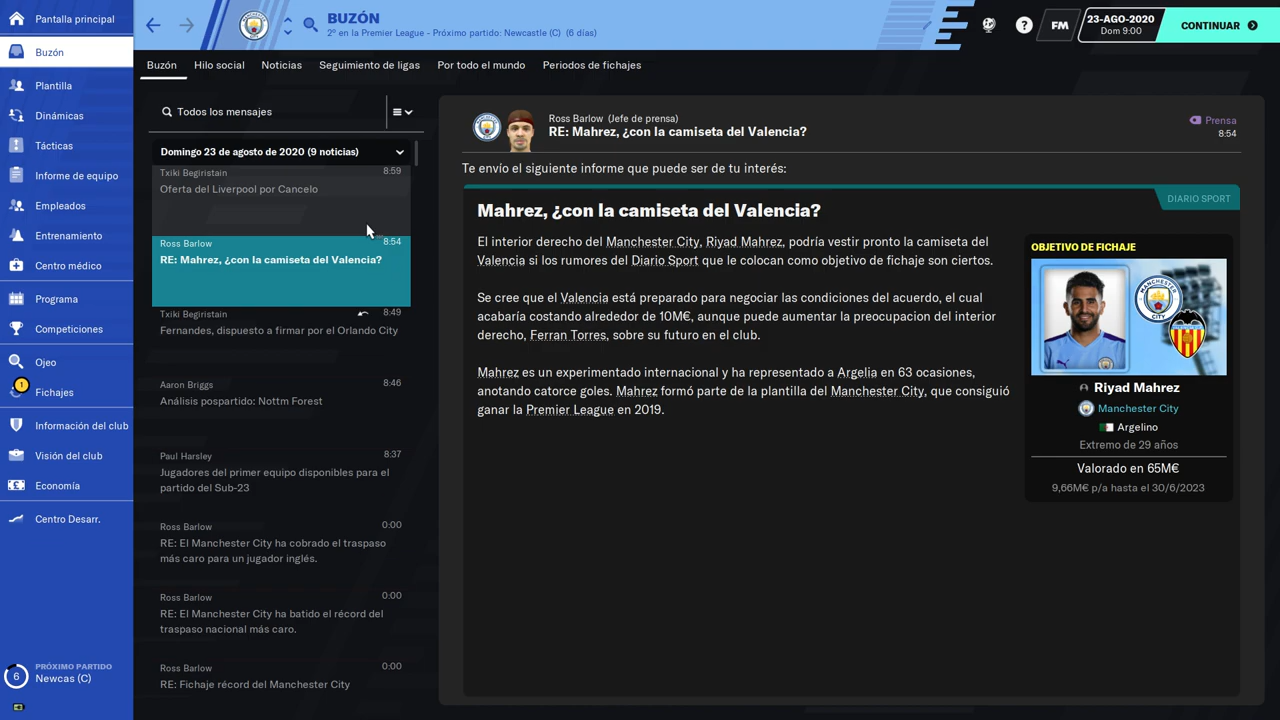 Pantalla principal
Buzón
Plantilla
Dinámicas
Tácticas
Informe de equipo
Empleados
Entrenamiento
Centro médico
Programa
Competiciones
Ojeo
1
Fichajes
Información del club
Visión del club
Economía
Centro Desarr.
6
PRÓXIMO PARTIDO
Newcas (C)
BUZÓN
2º en la Premier League - Próximo partido: Newcastle (C) (6 días)
FM
23-AGO-2020
Dom 9:00
CONTINUAR
Buzón
Hilo social
Noticias
Seguimiento de ligas
Por todo el mundo
Periodos de fichajes
Todos los mensajes
Domingo 23 de agosto de 2020 (9 noticias)
Txiki Begiristain 8:59
Oferta del Liverpool por Cancelo
Ross Barlow 8:54
RE: Mahrez, ¿con la camiseta del Valencia?
Txiki Begiristain 8:49
Fernandes, dispuesto a firmar por el Orlando City
Aaron Briggs 8:46
Análisis pospartido: Nottm Forest
Paul Harsley 8:37
Jugadores del primer equipo disponibles para el
partido del Sub-23
Ross Barlow 0:00
RE: El Manchester City ha cobrado el traspaso
más caro para un jugador inglés.
Ross Barlow 0:00
RE: El Manchester City ha batido el récord del
traspaso nacional más caro.
Ross Barlow 0:00
RE: Fichaje récord del Manchester City
Ross Barlow (Jefe de prensa)
RE: Mahrez, ¿con la camiseta del Valencia?
Prensa
8:54
Te envío el siguiente informe que puede ser de tu interés:
DIARIO SPORT
Mahrez, ¿con la camiseta del Valencia?
El interior derecho del Manchester City, Riyad Mahrez, podría vestir pronto la camiseta del
Valencia si los rumores del Diario Sport que le colocan como objetivo de fichaje son ciertos.
Se cree que el Valencia está preparado para negociar las condiciones del acuerdo, el cual
acabaría costando alrededor de 10M€, aunque puede aumentar la preocupacion del interior
derecho, Ferran Torres, sobre su futuro en el club.
Mahrez es un experimentado internacional y ha representado a Argelia en 63 ocasiones,
anotando catorce goles. Mahrez formó parte de la plantilla del Manchester City, que consiguió
ganar la Premier League en 2019.
OBJETIVO DE FICHAJE
Riyad Mahrez
Manchester City
Argelino
Extremo de 29 años
Valorado en 65M€
9,66M€ p/a hasta el 30/6/2023